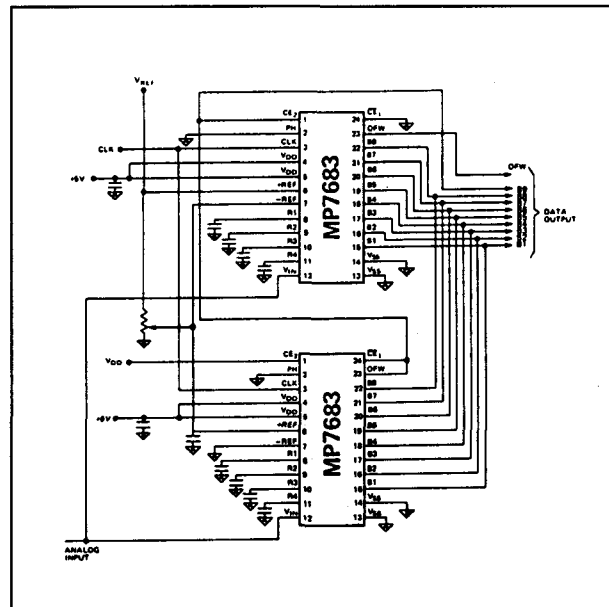 VREF
CE2 1 24 CE1
PH 2 23 OFW
CLK
CLK 3 22 B8
OFW
VDD 4 21 B7
+5V
VDD 5 20 B6
+REF 6 19 B5
-REF 7 18 B4
R1 8 17 B3
R2 9 16 B2
R3 10 15 B1
R4 11 14 VSS
VIN 12 13 VSS
MP7683
DATA
OUTPUT
VDD
CE2 1 24 CE1
PH 2 23 OFW
CLK 3 22 B8
VDD 4 21 B7
+5V
VDD 5 20 B6
+REF 6 19 B5
-REF 7 18 B4
R1 8 17 B3
R2 9 16 B2
R3 10 15 B1
R4 11 14 VSS
VIN 12 13 VSS
MP7683
ANALOG
INPUT